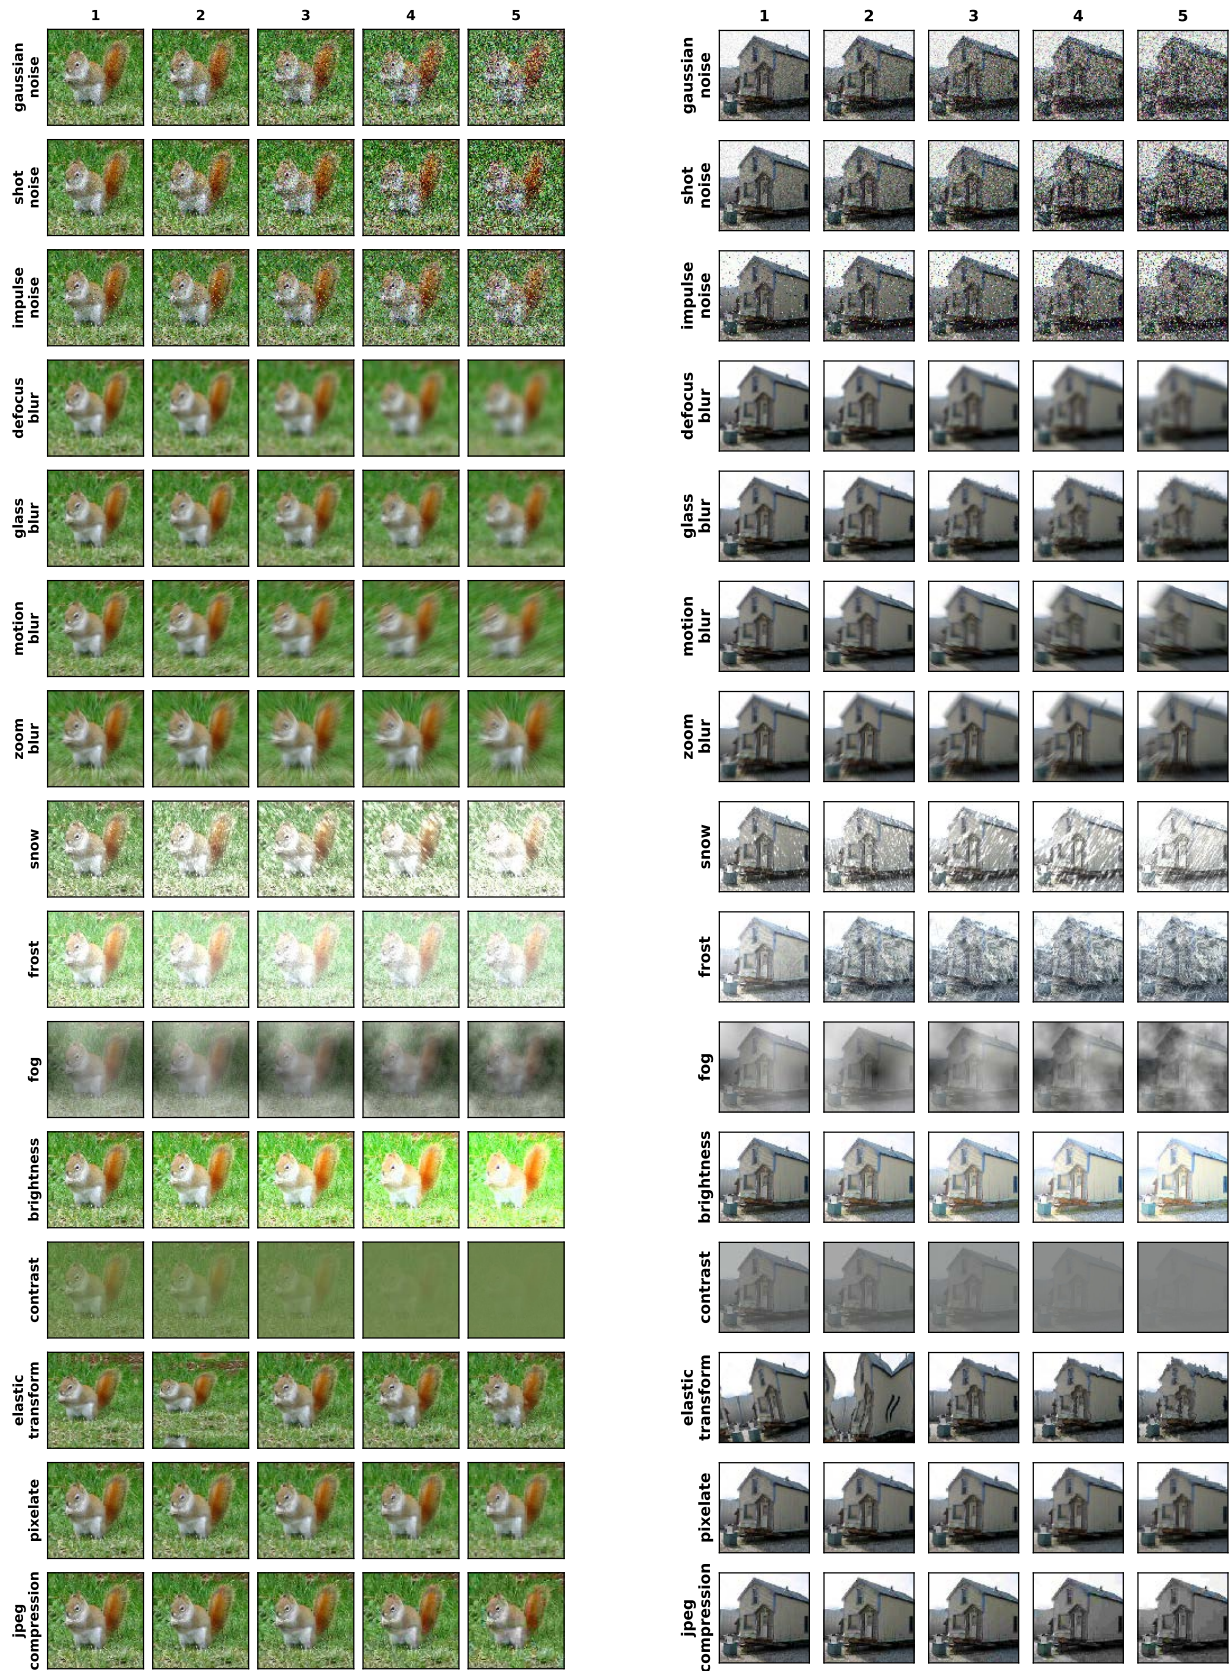 1 2 3 4 5
gaussian
noise
shot
noise
impulse
noise
defocus
blur
glass
blur
motion
blur
zoom
blur
snow
frost
fog
brightness
contrast
elastic
transform
pixelate
jpeg
compression
1 2 3 4 5
gaussian
noise
shot
noise
impulse
noise
defocus
blur
glass
blur
motion
blur
zoom
blur
snow
frost
fog
brightness
contrast
elastic
transform
pixelate
jpeg
compression